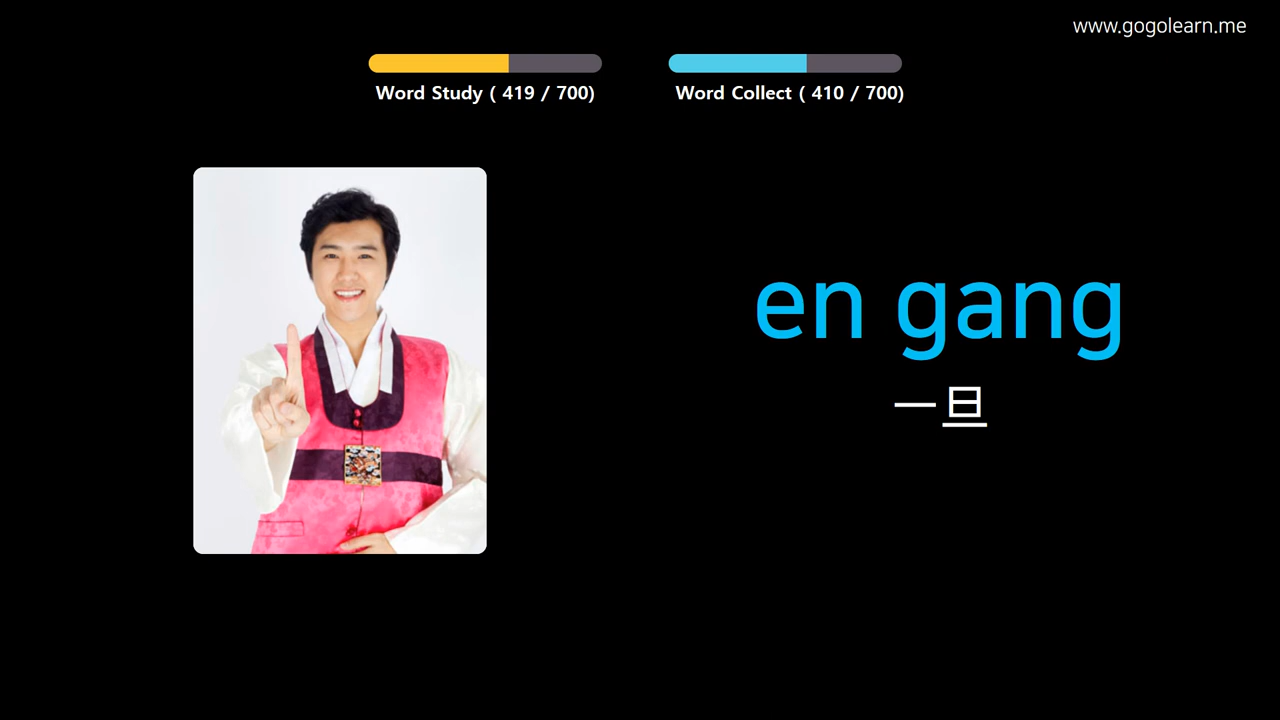 www.gogolearn.me
Word Study ( 419 / 700)
Word Collect ( 410 / 700)
en gang
一旦